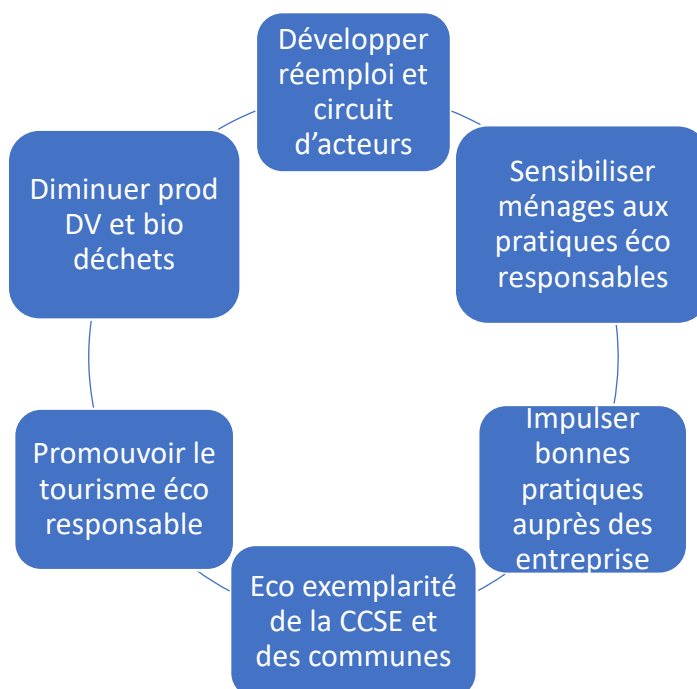 Développer
réemploi et
circuit
d’acteurs
Sensibiliser
ménages aux
pratiques éco
responsables
Impulser
bonnes
pratiques
auprès des
entreprise
Eco exemplarité
de la CCSE et
des communes
Promouvoir le
tourisme éco
responsable
Diminuer prod
DV et bio
déchets